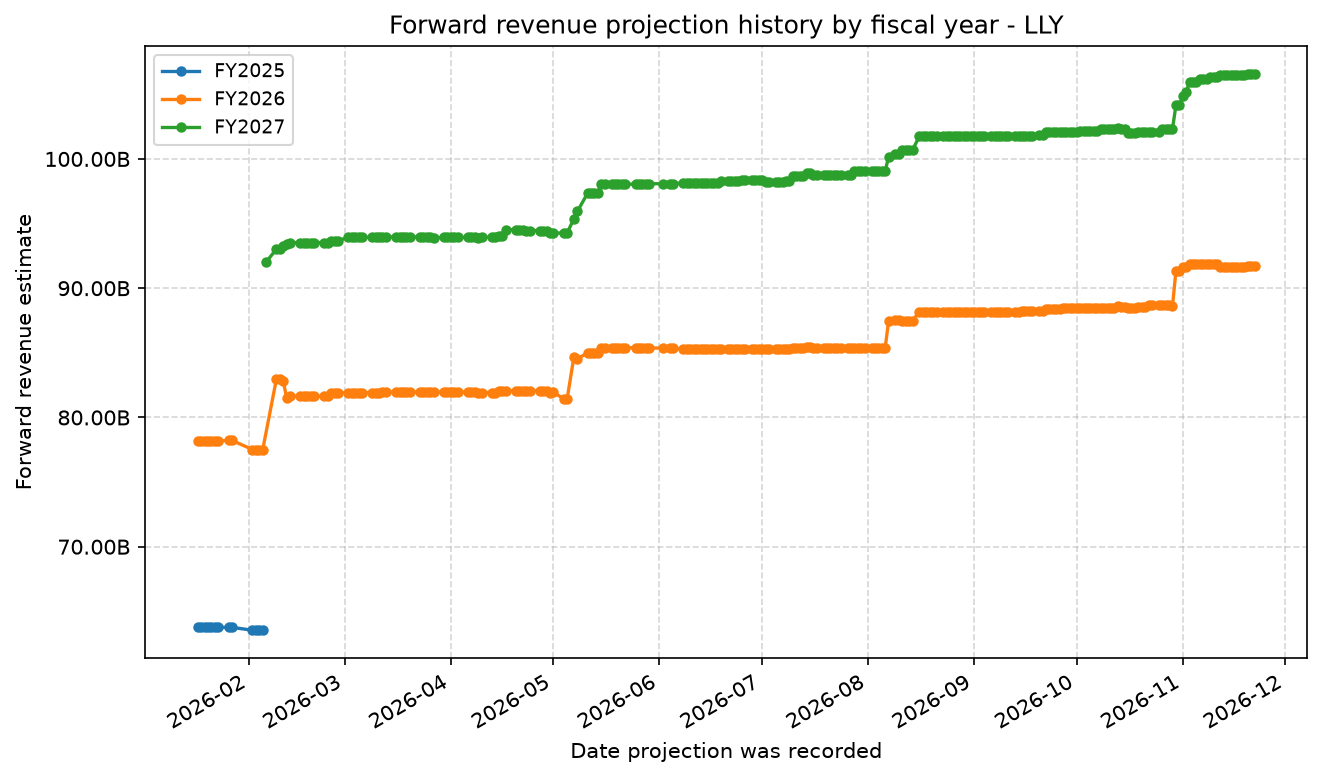 Forward revenue projection history by fiscal year - LLY
FY2025
FY2026
FY2027
Forward revenue estimate
100.00B
90.00B
80.00B
70.00B
2026-02
2026-03
2026-04
2026-05
2026-06
2026-07
2026-08
2026-09
2026-10
2026-11
2026-12
Date projection was recorded